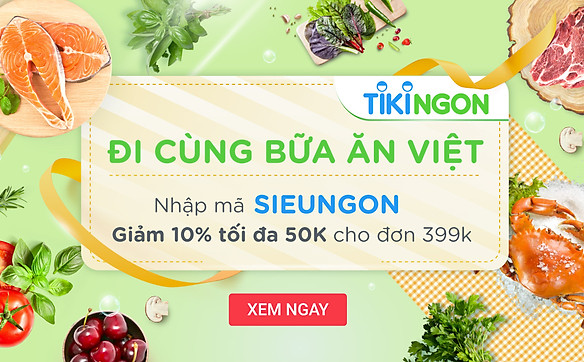 TIKINGON
ĐI CÙNG BỮA ĂN VIỆT
Nhập mã SIEUNGON
Giảm 10% tối đa 50K cho đơn 399k
XEM NGAY